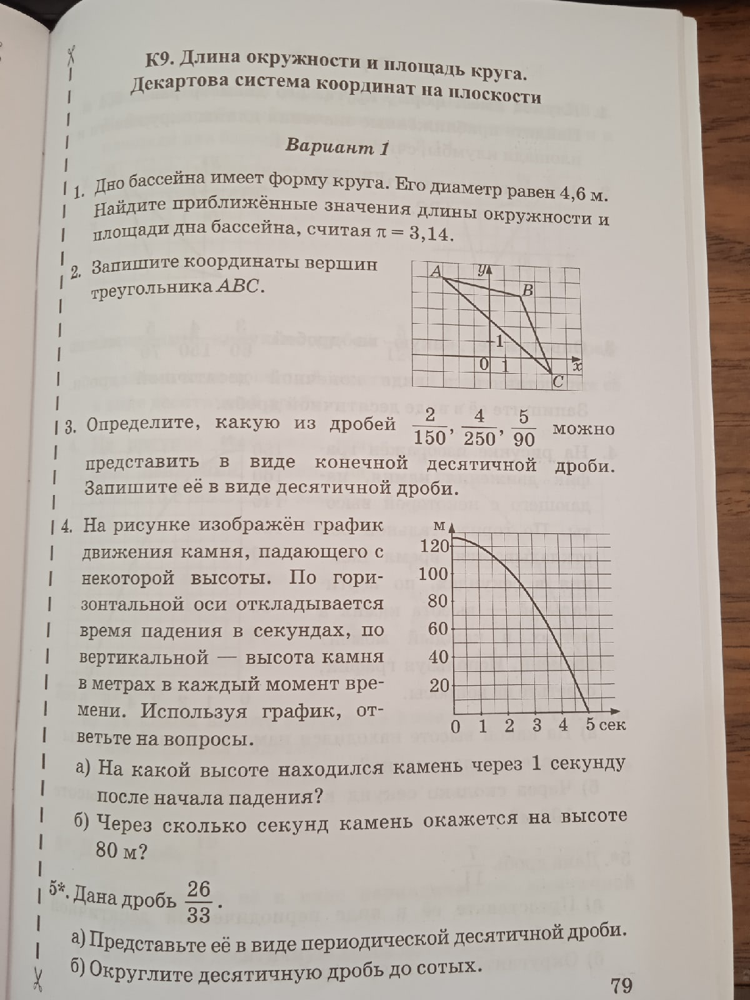 К9. Длина окружности и площадь круга.
Декартова система координат на плоскости
Вариант 1
1. Дно бассейна имеет форму круга. Его диаметр равен 4,6 м.
Найдите приближённые значения длины окружности и
площади дна бассейна, считая π = 3,14.
2. Запишите координаты вершин
треугольника ABC.
A
y
B
1
0
1
x
C
3. Определите, какую из дробей 2/150, 4/250, 5/90 можно
представить в виде конечной десятичной дроби.
Запишите её в виде десятичной дроби.
4. На рисунке изображён график
движения камня, падающего с
некоторой высоты. По гори-
зонтальной оси откладывается
время падения в секундах, по
вертикальной — высота камня
в метрах в каждый момент вре-
мени. Используя график, от-
ветьте на вопросы.
м
120
100
80
60
40
20
0 1 2 3 4 5 сек
а) На какой высоте находился камень через 1 секунду
после начала падения?
б) Через сколько секунд камень окажется на высоте
80 м?
5*. Дана дробь 26/33.
а) Представьте её в виде периодической десятичной дроби.
б) Округлите десятичную дробь до сотых.
79